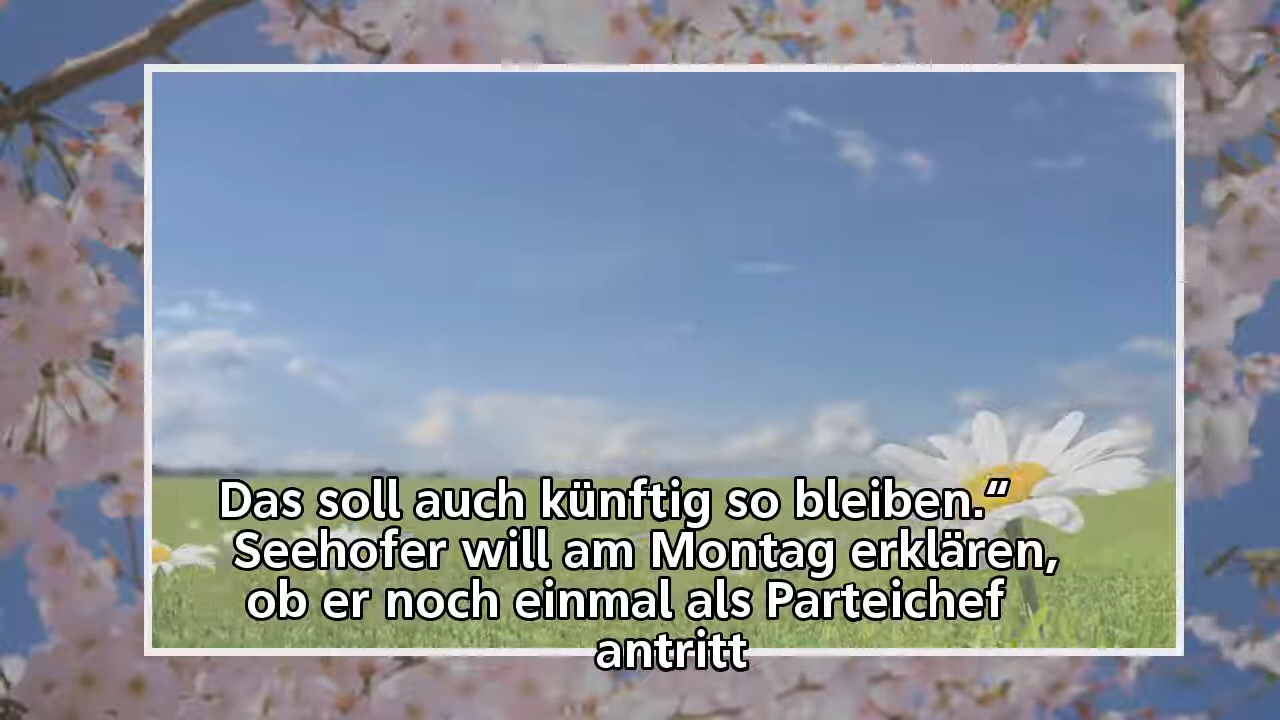 Das soll auch künftig so bleiben.“
Seehofer will am Montag erklären,
ob er noch einmal als Parteichef
antritt